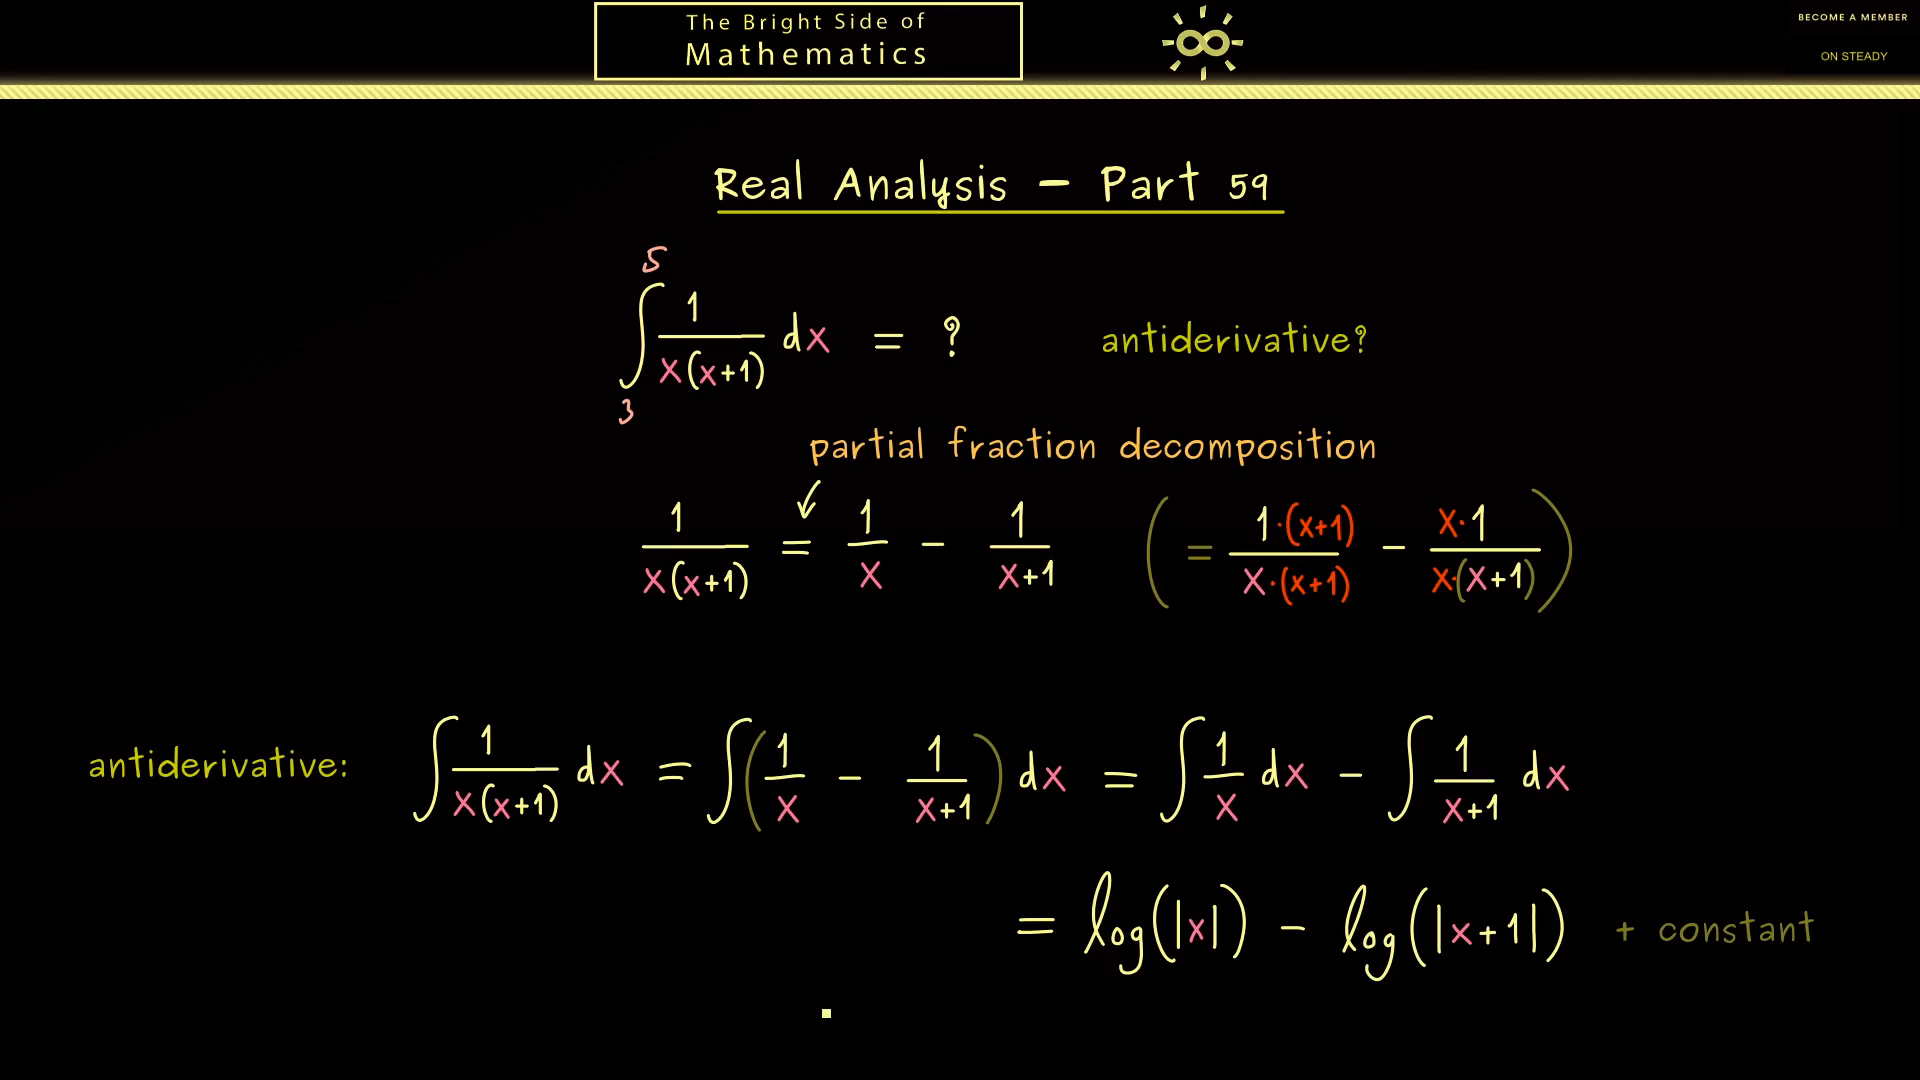 The Bright Side of
Mathematics
BECOME A MEMBER
ON STEADY
Real Analysis – Part 59
∫_3^5 1/(x(x+1)) dx = ? antiderivative?
partial fraction decomposition
1/(x(x+1)) = 1/x − 1/(x+1) ( = (1·(x+1))/(x·(x+1)) − (x·1)/(x·(x+1)) )
antiderivative: ∫ 1/(x(x+1)) dx = ∫ (1/x − 1/(x+1)) dx = ∫ 1/x dx − ∫ 1/(x+1) dx
= log(|x|) − log(|x+1|) + constant